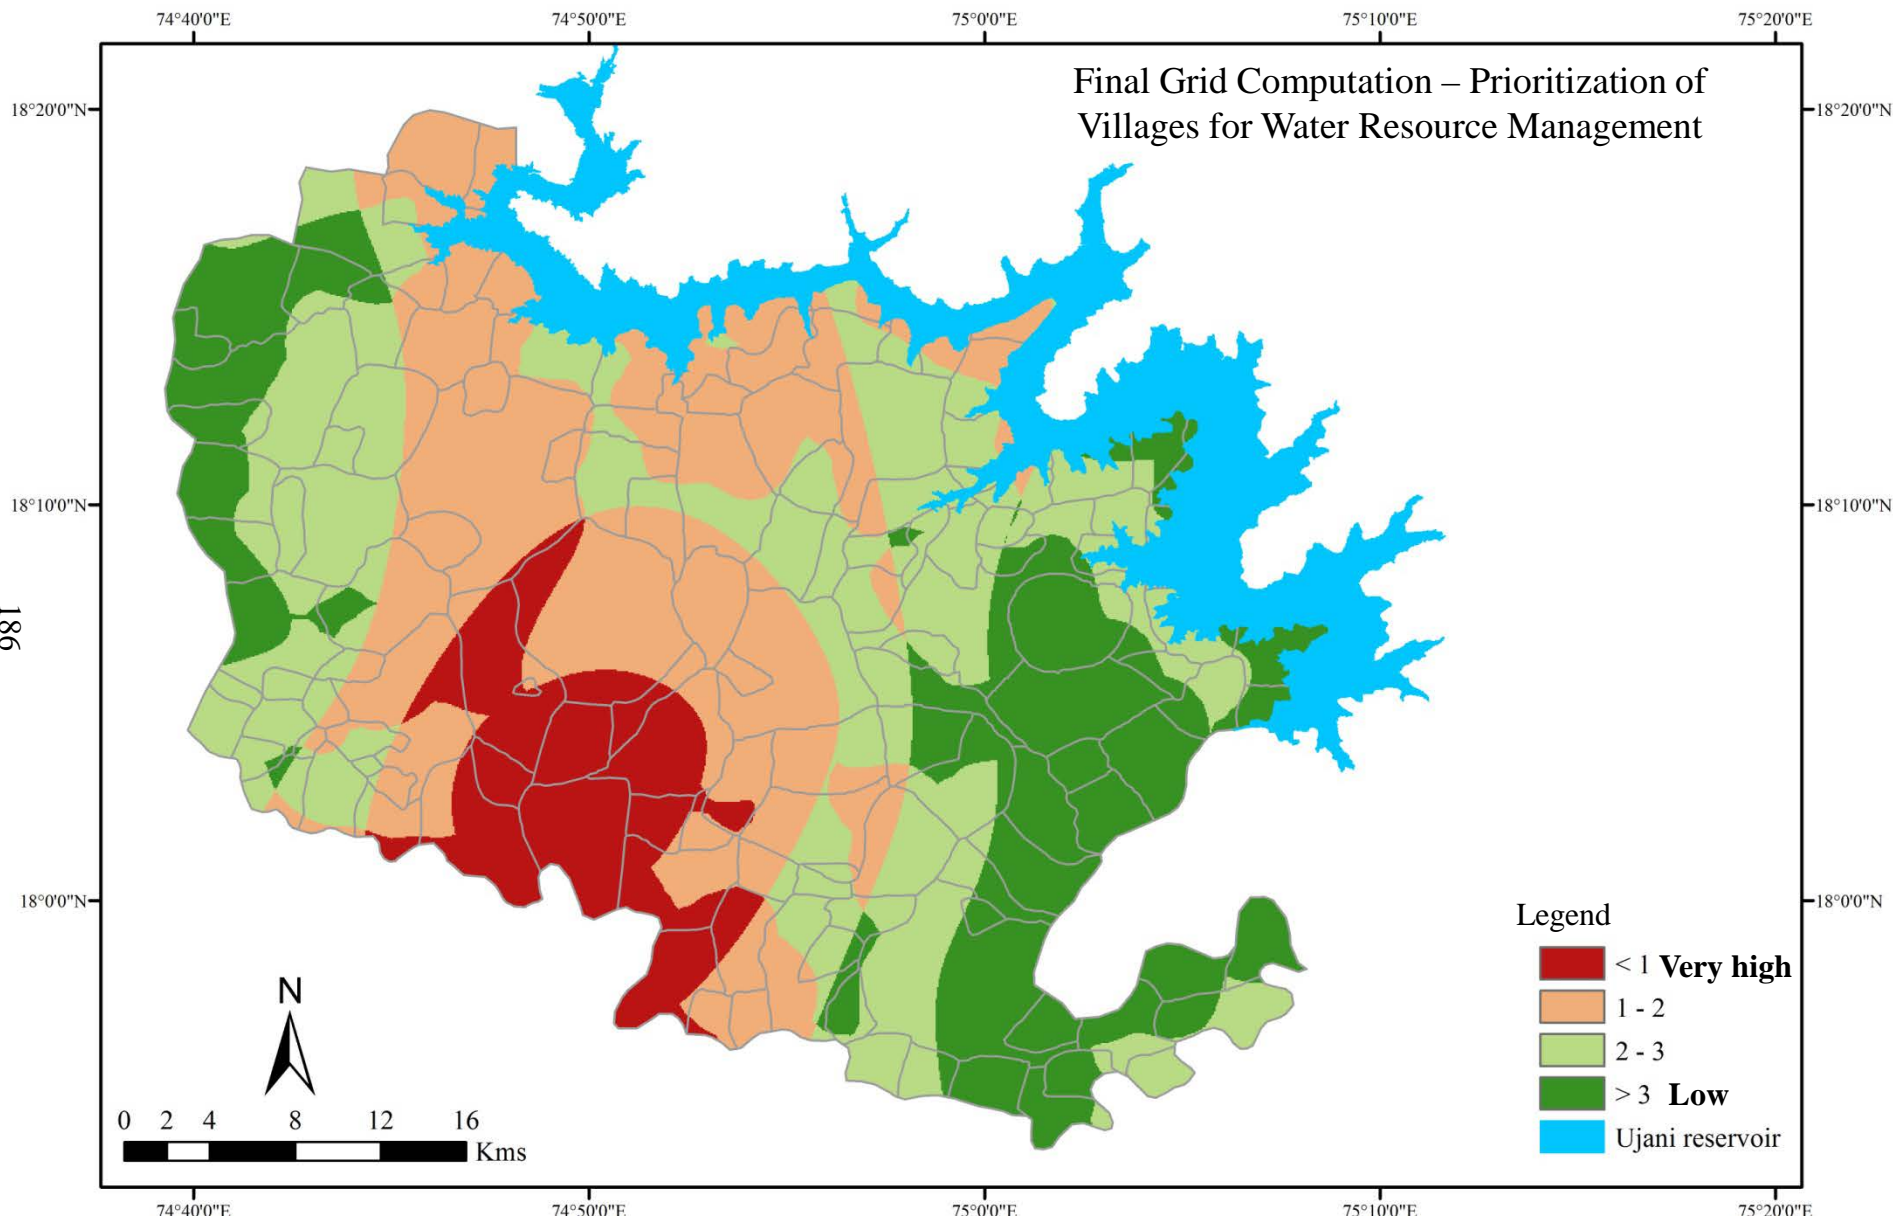 74°40'0"E 74°50'0"E 75°0'0"E 75°10'0"E 75°20'0"E
Final Grid Computation – Prioritization of
Villages for Water Resource Management
18°20'0"N 18°20'0"N
18°10'0"N 18°10'0"N
186
18°0'0"N 18°0'0"N
Legend
< 1 Very high
1 - 2
2 - 3
> 3 Low
Ujani reservoir
N
0 2 4 8 12 16
Kms
74°40'0"E 74°50'0"E 75°0'0"E 75°10'0"E 75°20'0"E